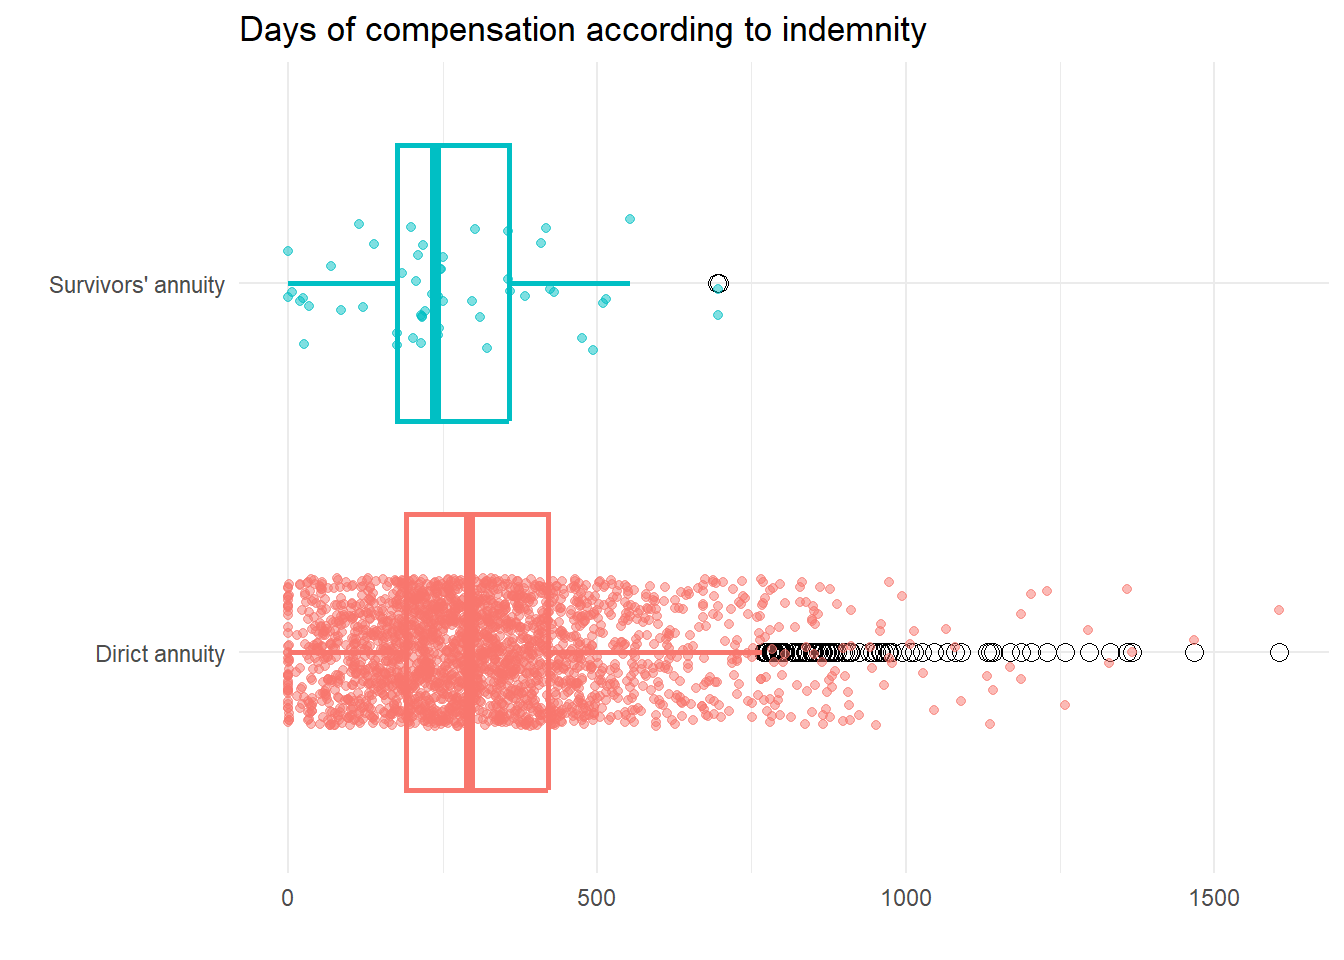 Days of compensation according to indemnity
Survivors' annuity
Dirict annuity
0
500
1000
1500